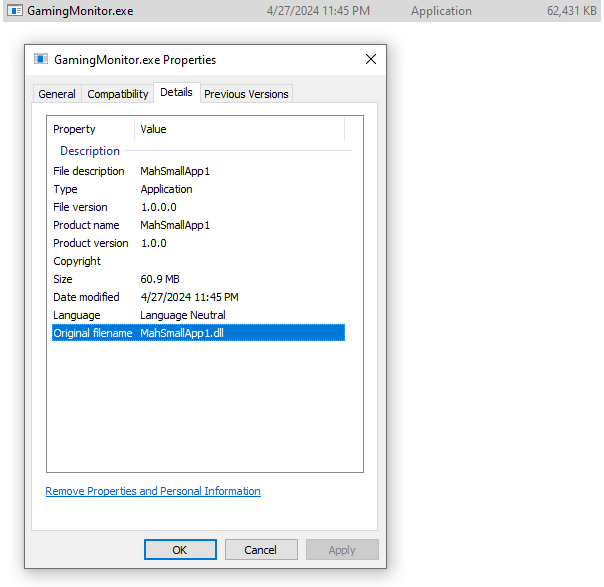 GamingMonitor.exe 4/27/2024 11:45 PM Application 62,431 KB
GamingMonitor.exe Properties
General Compatibility Details Previous Versions
Property Value
Description
File description MahSmallApp1
Type Application
File version 1.0.0.0
Product name MahSmallApp1
Product version 1.0.0
Copyright
Size 60.9 MB
Date modified 4/27/2024 11:45 PM
Language Language Neutral
Original filename MahSmallApp1.dll
Remove Properties and Personal Information
OK Cancel Apply